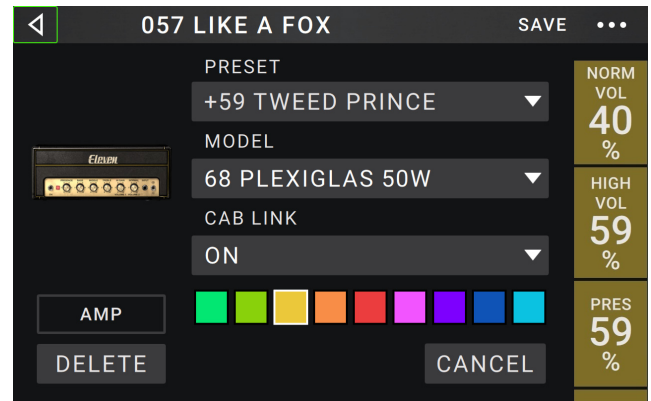 057 LIKE A FOX
SAVE
PRESET
+59 TWEED PRINCE
MODEL
68 PLEXIGLAS 50W
CAB LINK
ON
Eleven
AMP
DELETE
CANCEL
NORM
VOL
40
%
HIGH
VOL
59
%
PRES
59
%